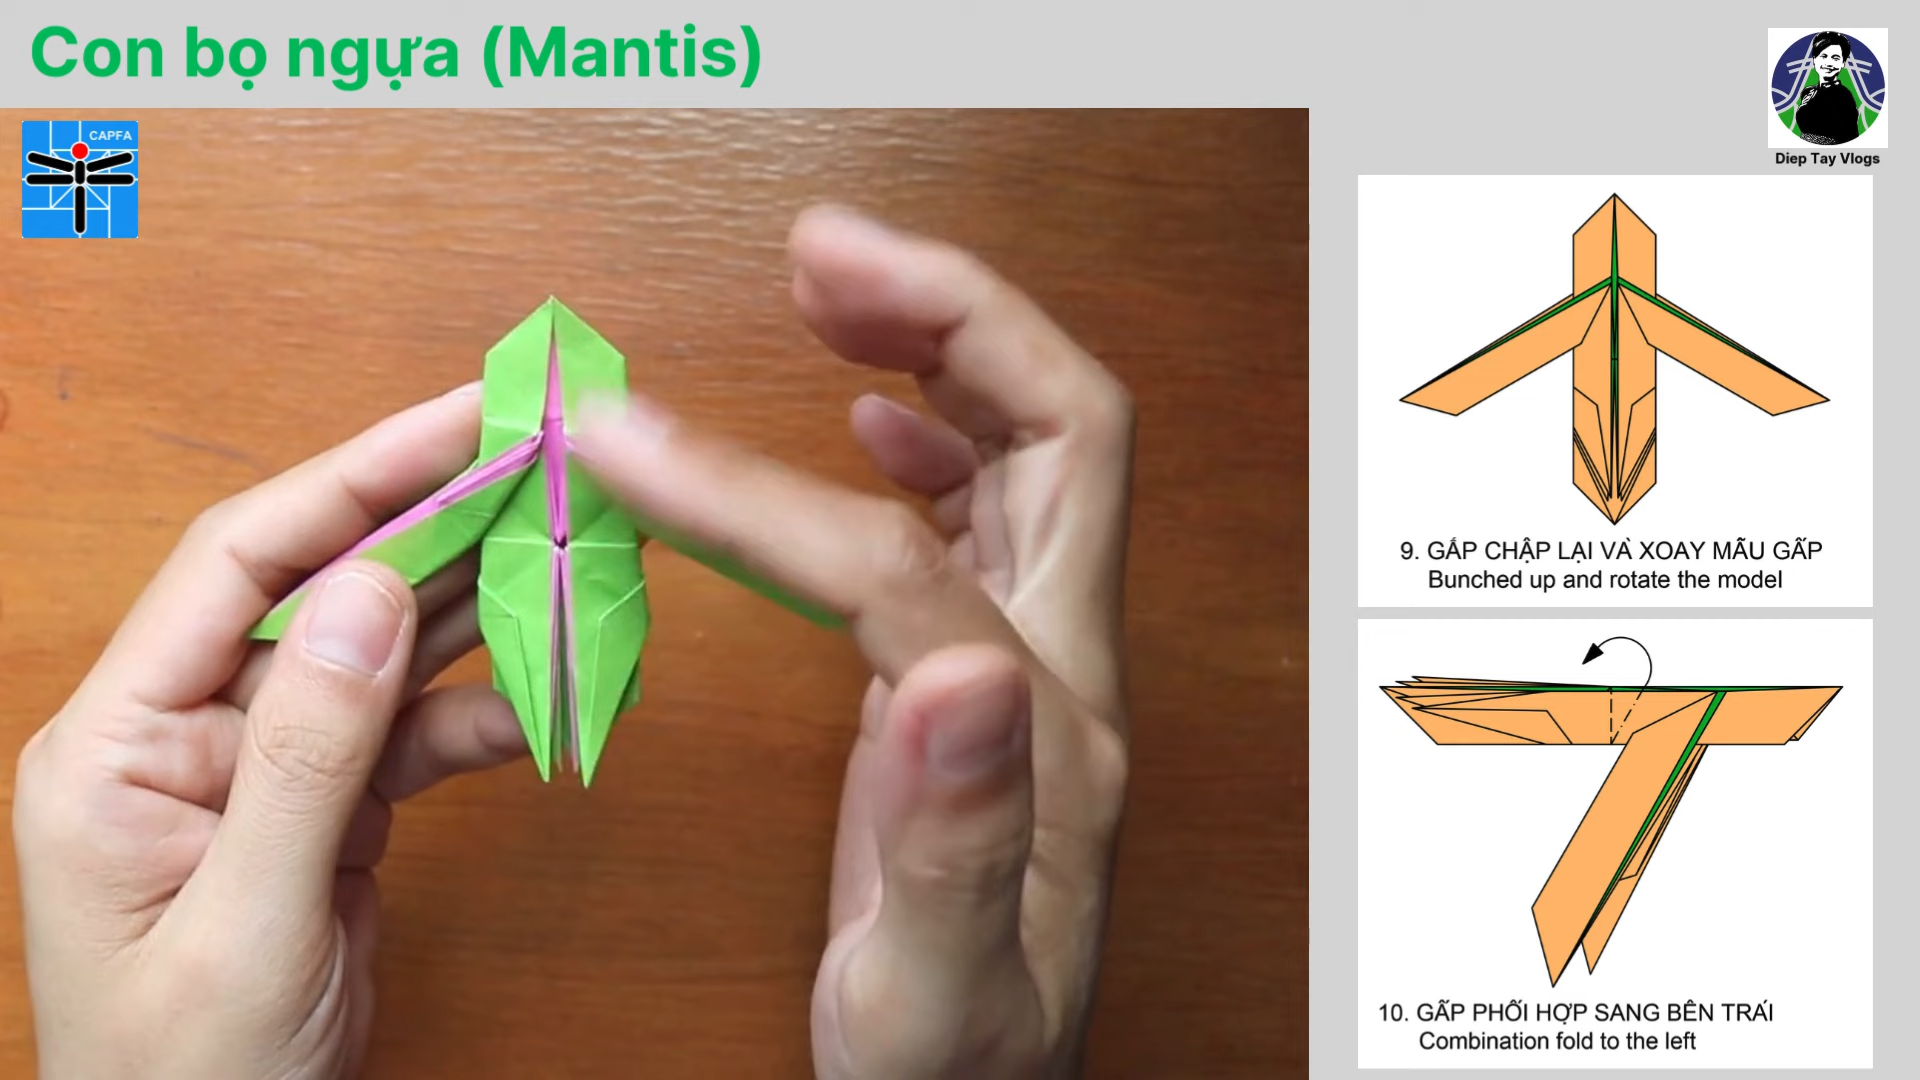 Con bọ ngựa (Mantis)
CAPFA
Diep Tay Vlogs
9. GẤP CHẬP LẠI VÀ XOAY MẪU GẤP
Bunched up and rotate the model
10. GẤP PHỐI HỢP SANG BÊN TRÁI
Combination fold to the left